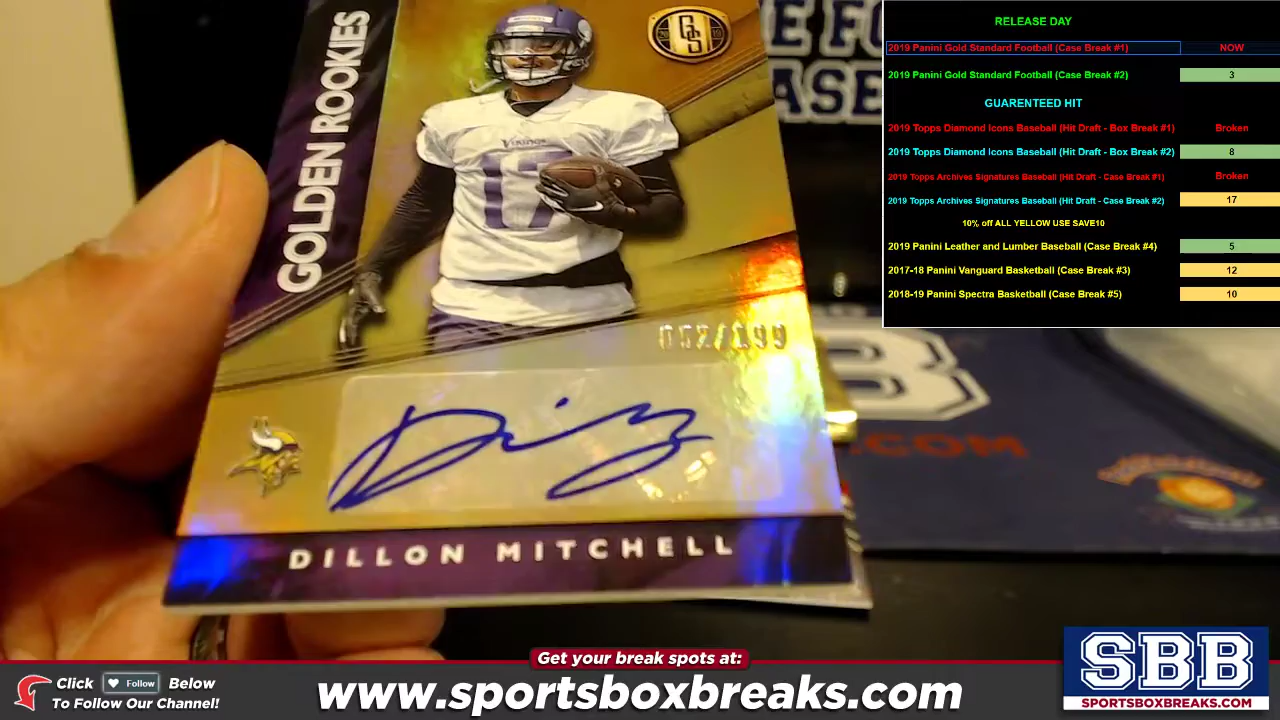 GOLDEN ROOKIES
GS
VIKINGS
17
052/199
DILLON MITCHELL
RELEASE DAY
2019 Panini Gold Standard Football (Case Break #1) NOW
2019 Panini Gold Standard Football (Case Break #2) 3
GUARENTEED HIT
2019 Topps Diamond Icons Baseball (Hit Draft - Box Break #1) Broken
2019 Topps Diamond Icons Baseball (Hit Draft - Box Break #2) 8
2019 Topps Archives Signatures Baseball (Hit Draft - Case Break #1) Broken
2019 Topps Archives Signatures Baseball (Hit Draft - Case Break #2) 17
10% off ALL YELLOW USE SAVE10
2019 Panini Leather and Lumber Baseball (Case Break #4) 5
2017-18 Panini Vanguard Basketball (Case Break #3) 12
2018-19 Panini Spectra Basketball (Case Break #5) 10
B
.COM
Get your break spots at:
Click Follow Below
To Follow Our Channel!
www.sportsboxbreaks.com
SBB
SPORTSBOXBREAKS.COM